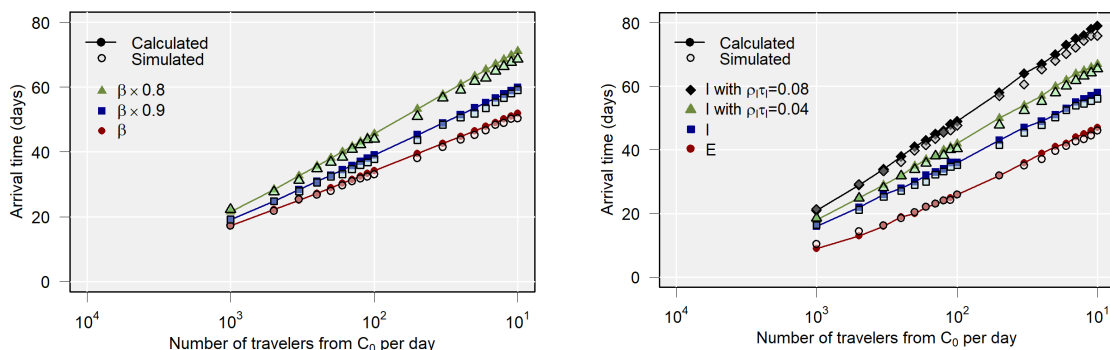 80
60
40
20
0
Arrival time (days)
Calculated
Simulated
β × 0.8
β × 0.9
β
10⁴ 10³ 10² 10¹
Number of travelers from C₀ per day
80
60
40
20
0
Arrival time (days)
Calculated
Simulated
I with ρᵢτᵢ=0.08
I with ρᵢτᵢ=0.04
I
E
10⁴ 10³ 10² 10¹
Number of travelers from C₀ per day